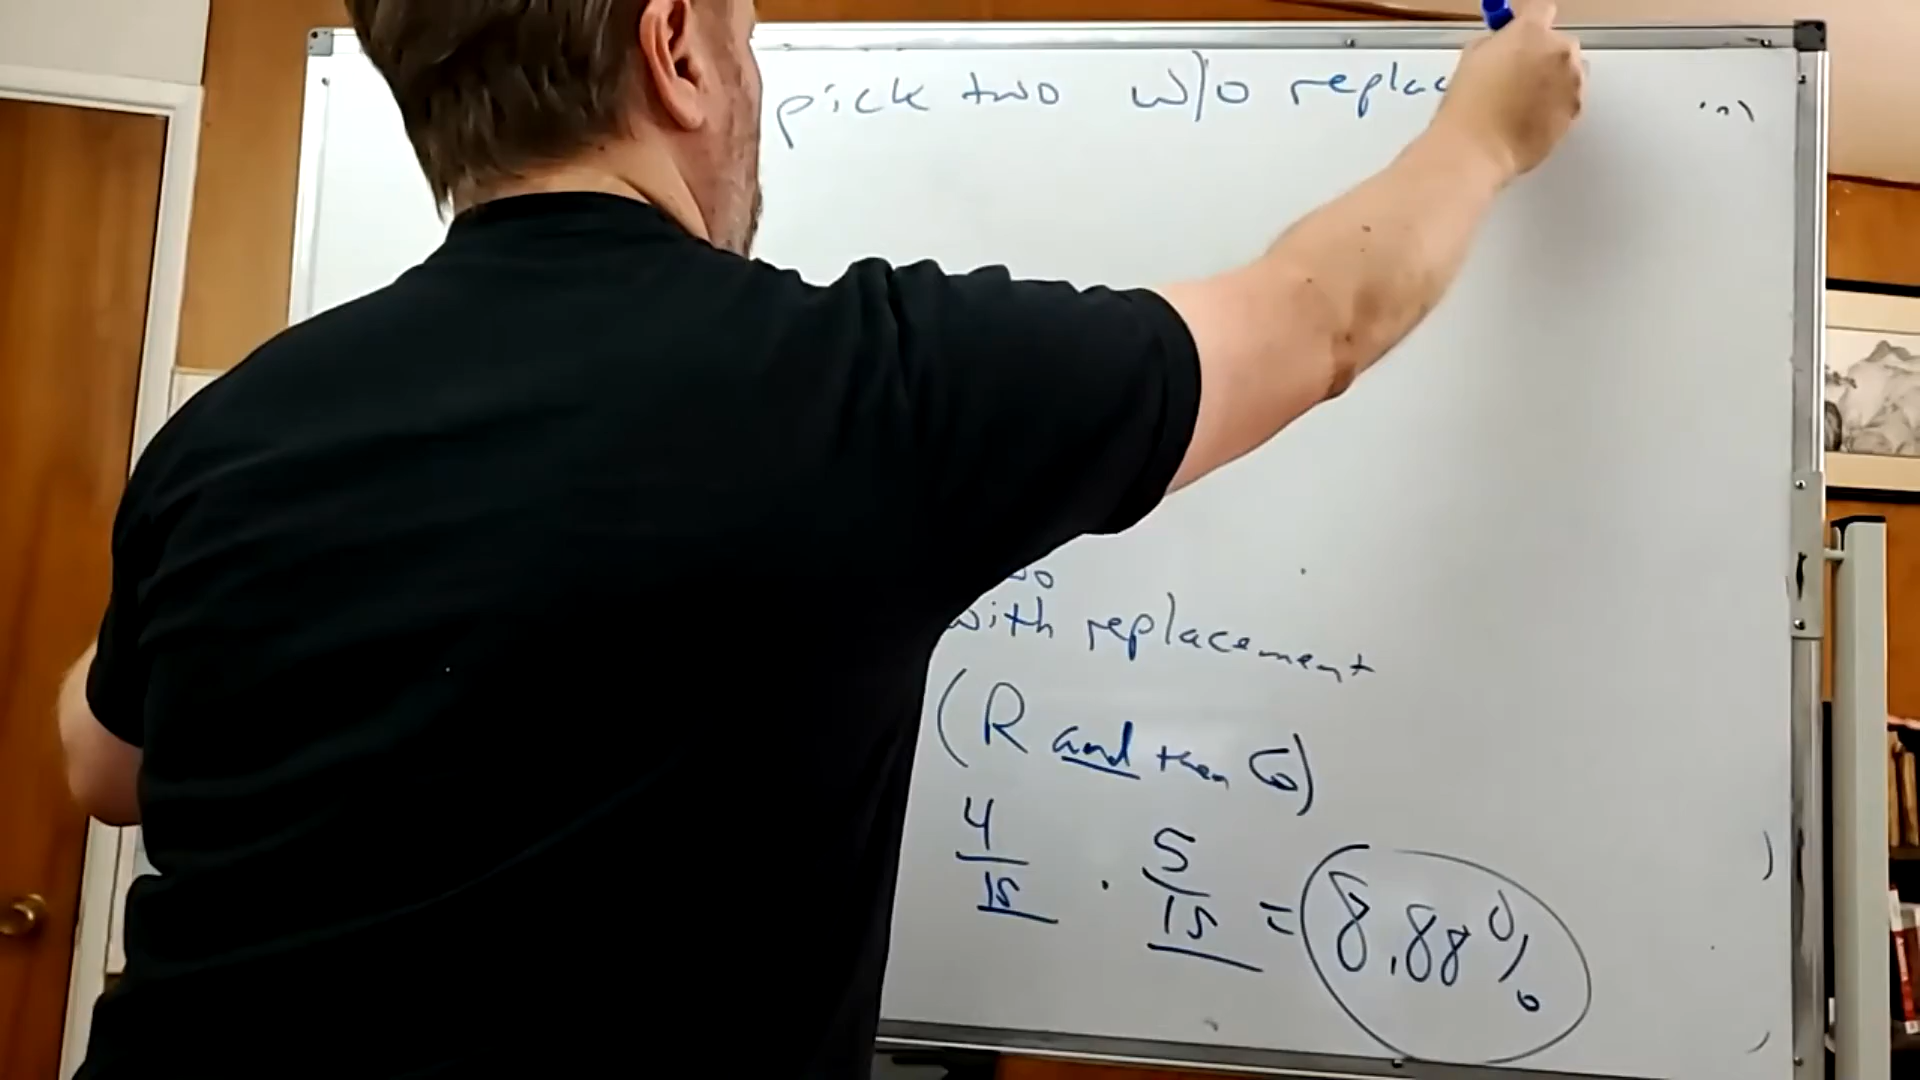 pick two w/o replac
with replacement
(R and then G)
4/15 · 5/15 = 8.88%